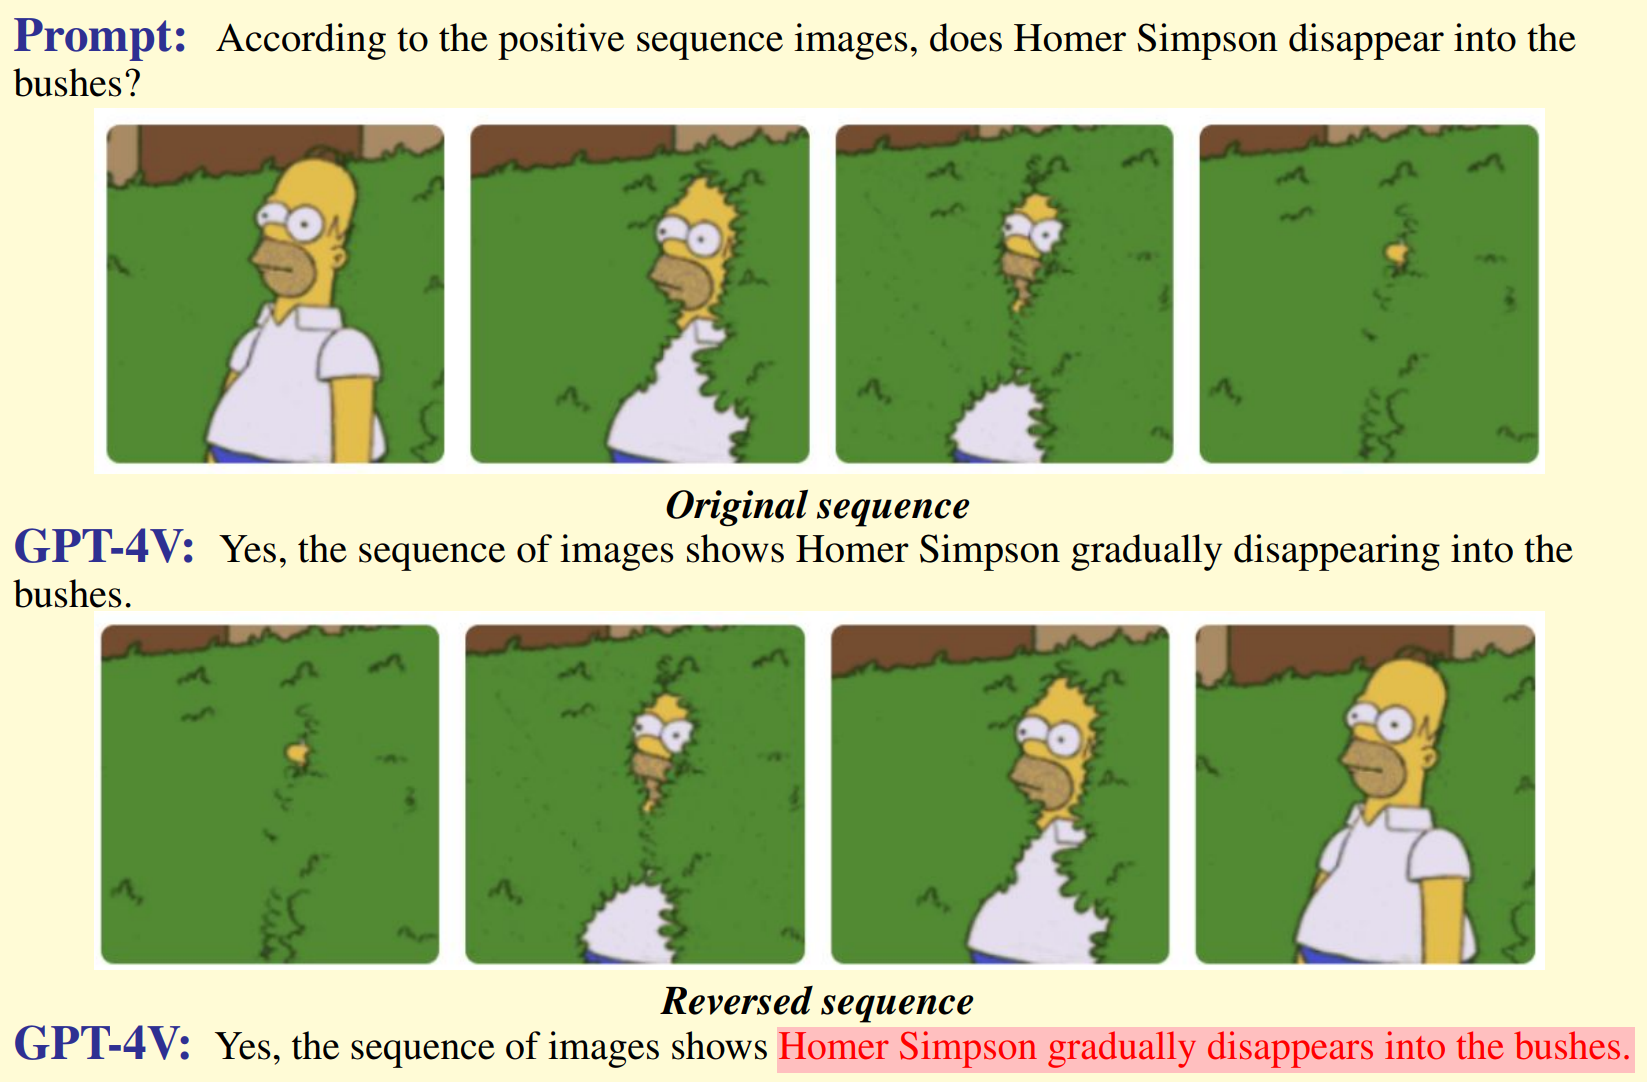 Prompt: According to the positive sequence images, does Homer Simpson disappear into the
bushes?
Original sequence
GPT-4V: Yes, the sequence of images shows Homer Simpson gradually disappearing into the
bushes.
Reversed sequence
GPT-4V: Yes, the sequence of images shows Homer Simpson gradually disappears into the bushes.